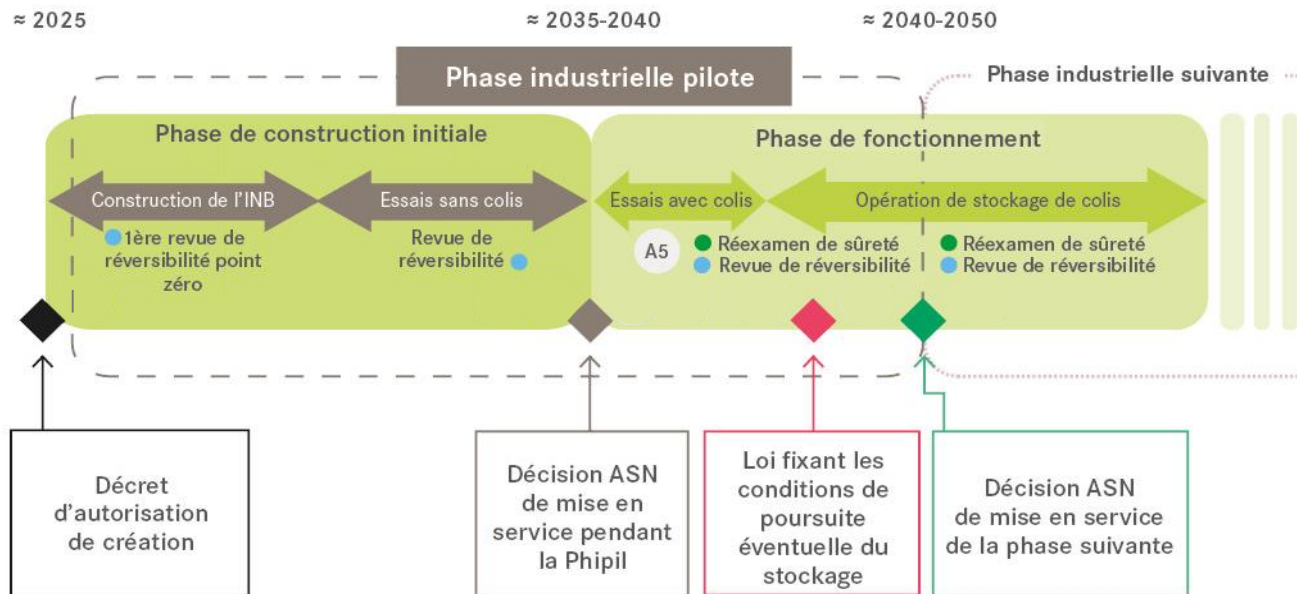 ≈ 2025
≈ 2035-2040
≈ 2040-2050
Phase industrielle pilote
Phase industrielle suivante
Phase de construction initiale
Phase de fonctionnement
Construction de l'INB
Essais sans colis
Essais avec colis
Opération de stockage de colis
1ère revue de
réversibilité point
zéro
Revue de
réversibilité
A5
Réexamen de sûreté
Revue de réversibilité
Réexamen de sûreté
Revue de réversibilité
Décret
d'autorisation
de création
Décision ASN
de mise en
service pendant
la Phipil
Loi fixant les
conditions de
poursuite
éventuelle du
stockage
Décision ASN
de mise en service
de la phase suivante